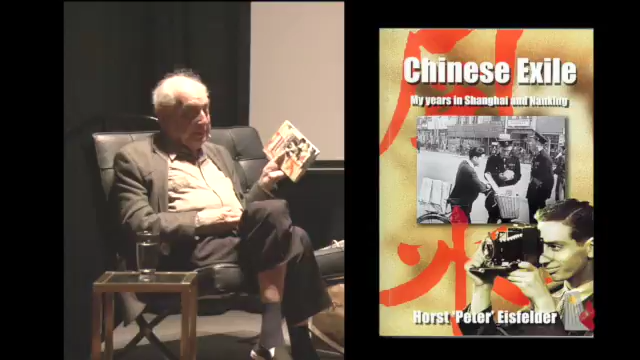 Chinese Exile
My years in Shanghai and Nanking
Horst 'Peter' Eisfelder